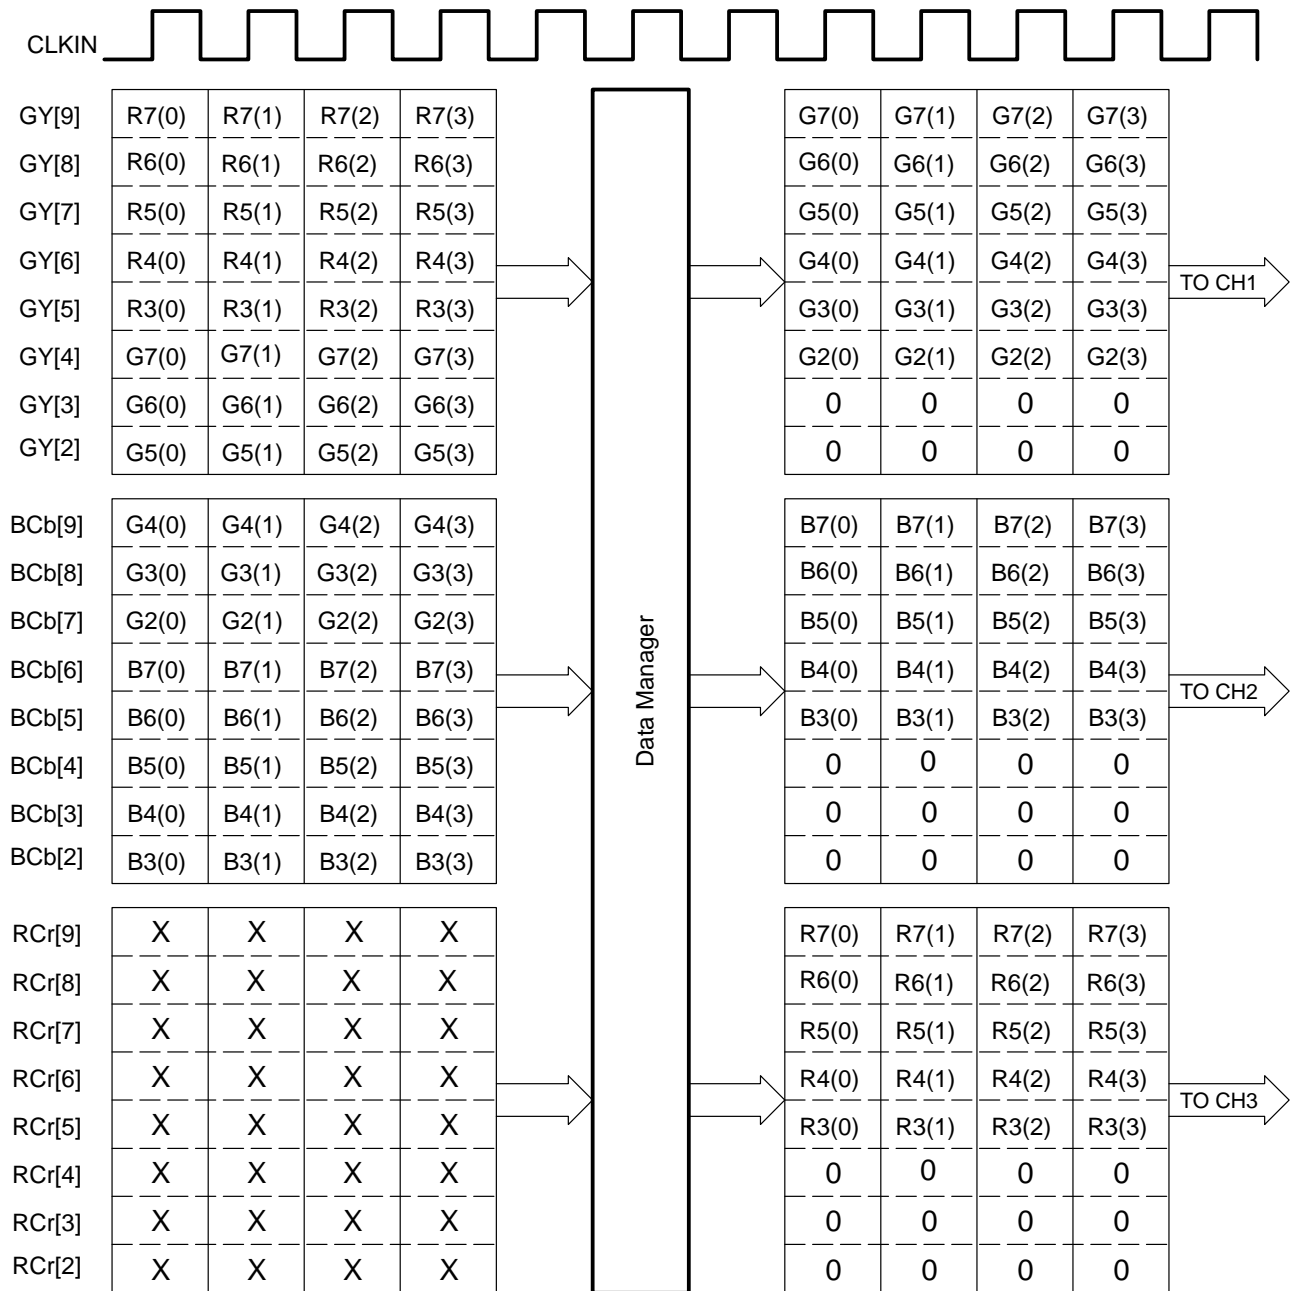 CLKIN
GY[9] R7(0) R7(1) R7(2) R7(3) G7(0) G7(1) G7(2) G7(3)
GY[8] R6(0) R6(1) R6(2) R6(3) G6(0) G6(1) G6(2) G6(3)
GY[7] R5(0) R5(1) R5(2) R5(3) G5(0) G5(1) G5(2) G5(3)
GY[6] R4(0) R4(1) R4(2) R4(3) G4(0) G4(1) G4(2) G4(3)
TO CH1
GY[5] R3(0) R3(1) R3(2) R3(3) G3(0) G3(1) G3(2) G3(3)
GY[4] G7(0) G7(1) G7(2) G7(3) G2(0) G2(1) G2(2) G2(3)
GY[3] G6(0) G6(1) G6(2) G6(3) 0 0 0 0
GY[2] G5(0) G5(1) G5(2) G5(3) 0 0 0 0
BCb[9] G4(0) G4(1) G4(2) G4(3) B7(0) B7(1) B7(2) B7(3)
BCb[8] G3(0) G3(1) G3(2) G3(3) B6(0) B6(1) B6(2) B6(3)
BCb[7] G2(0) G2(1) G2(2) G2(3) B5(0) B5(1) B5(2) B5(3)
BCb[6] B7(0) B7(1) B7(2) B7(3) B4(0) B4(1) B4(2) B4(3)
Data Manager
TO CH2
BCb[5] B6(0) B6(1) B6(2) B6(3) B3(0) B3(1) B3(2) B3(3)
BCb[4] B5(0) B5(1) B5(2) B5(3) 0 0 0 0
BCb[3] B4(0) B4(1) B4(2) B4(3) 0 0 0 0
BCb[2] B3(0) B3(1) B3(2) B3(3) 0 0 0 0
RCr[9] X X X X R7(0) R7(1) R7(2) R7(3)
RCr[8] X X X X R6(0) R6(1) R6(2) R6(3)
RCr[7] X X X X R5(0) R5(1) R5(2) R5(3)
RCr[6] X X X X R4(0) R4(1) R4(2) R4(3)
TO CH3
RCr[5] X X X X R3(0) R3(1) R3(2) R3(3)
RCr[4] X X X X 0 0 0 0
RCr[3] X X X X 0 0 0 0
RCr[2] X X X X 0 0 0 0